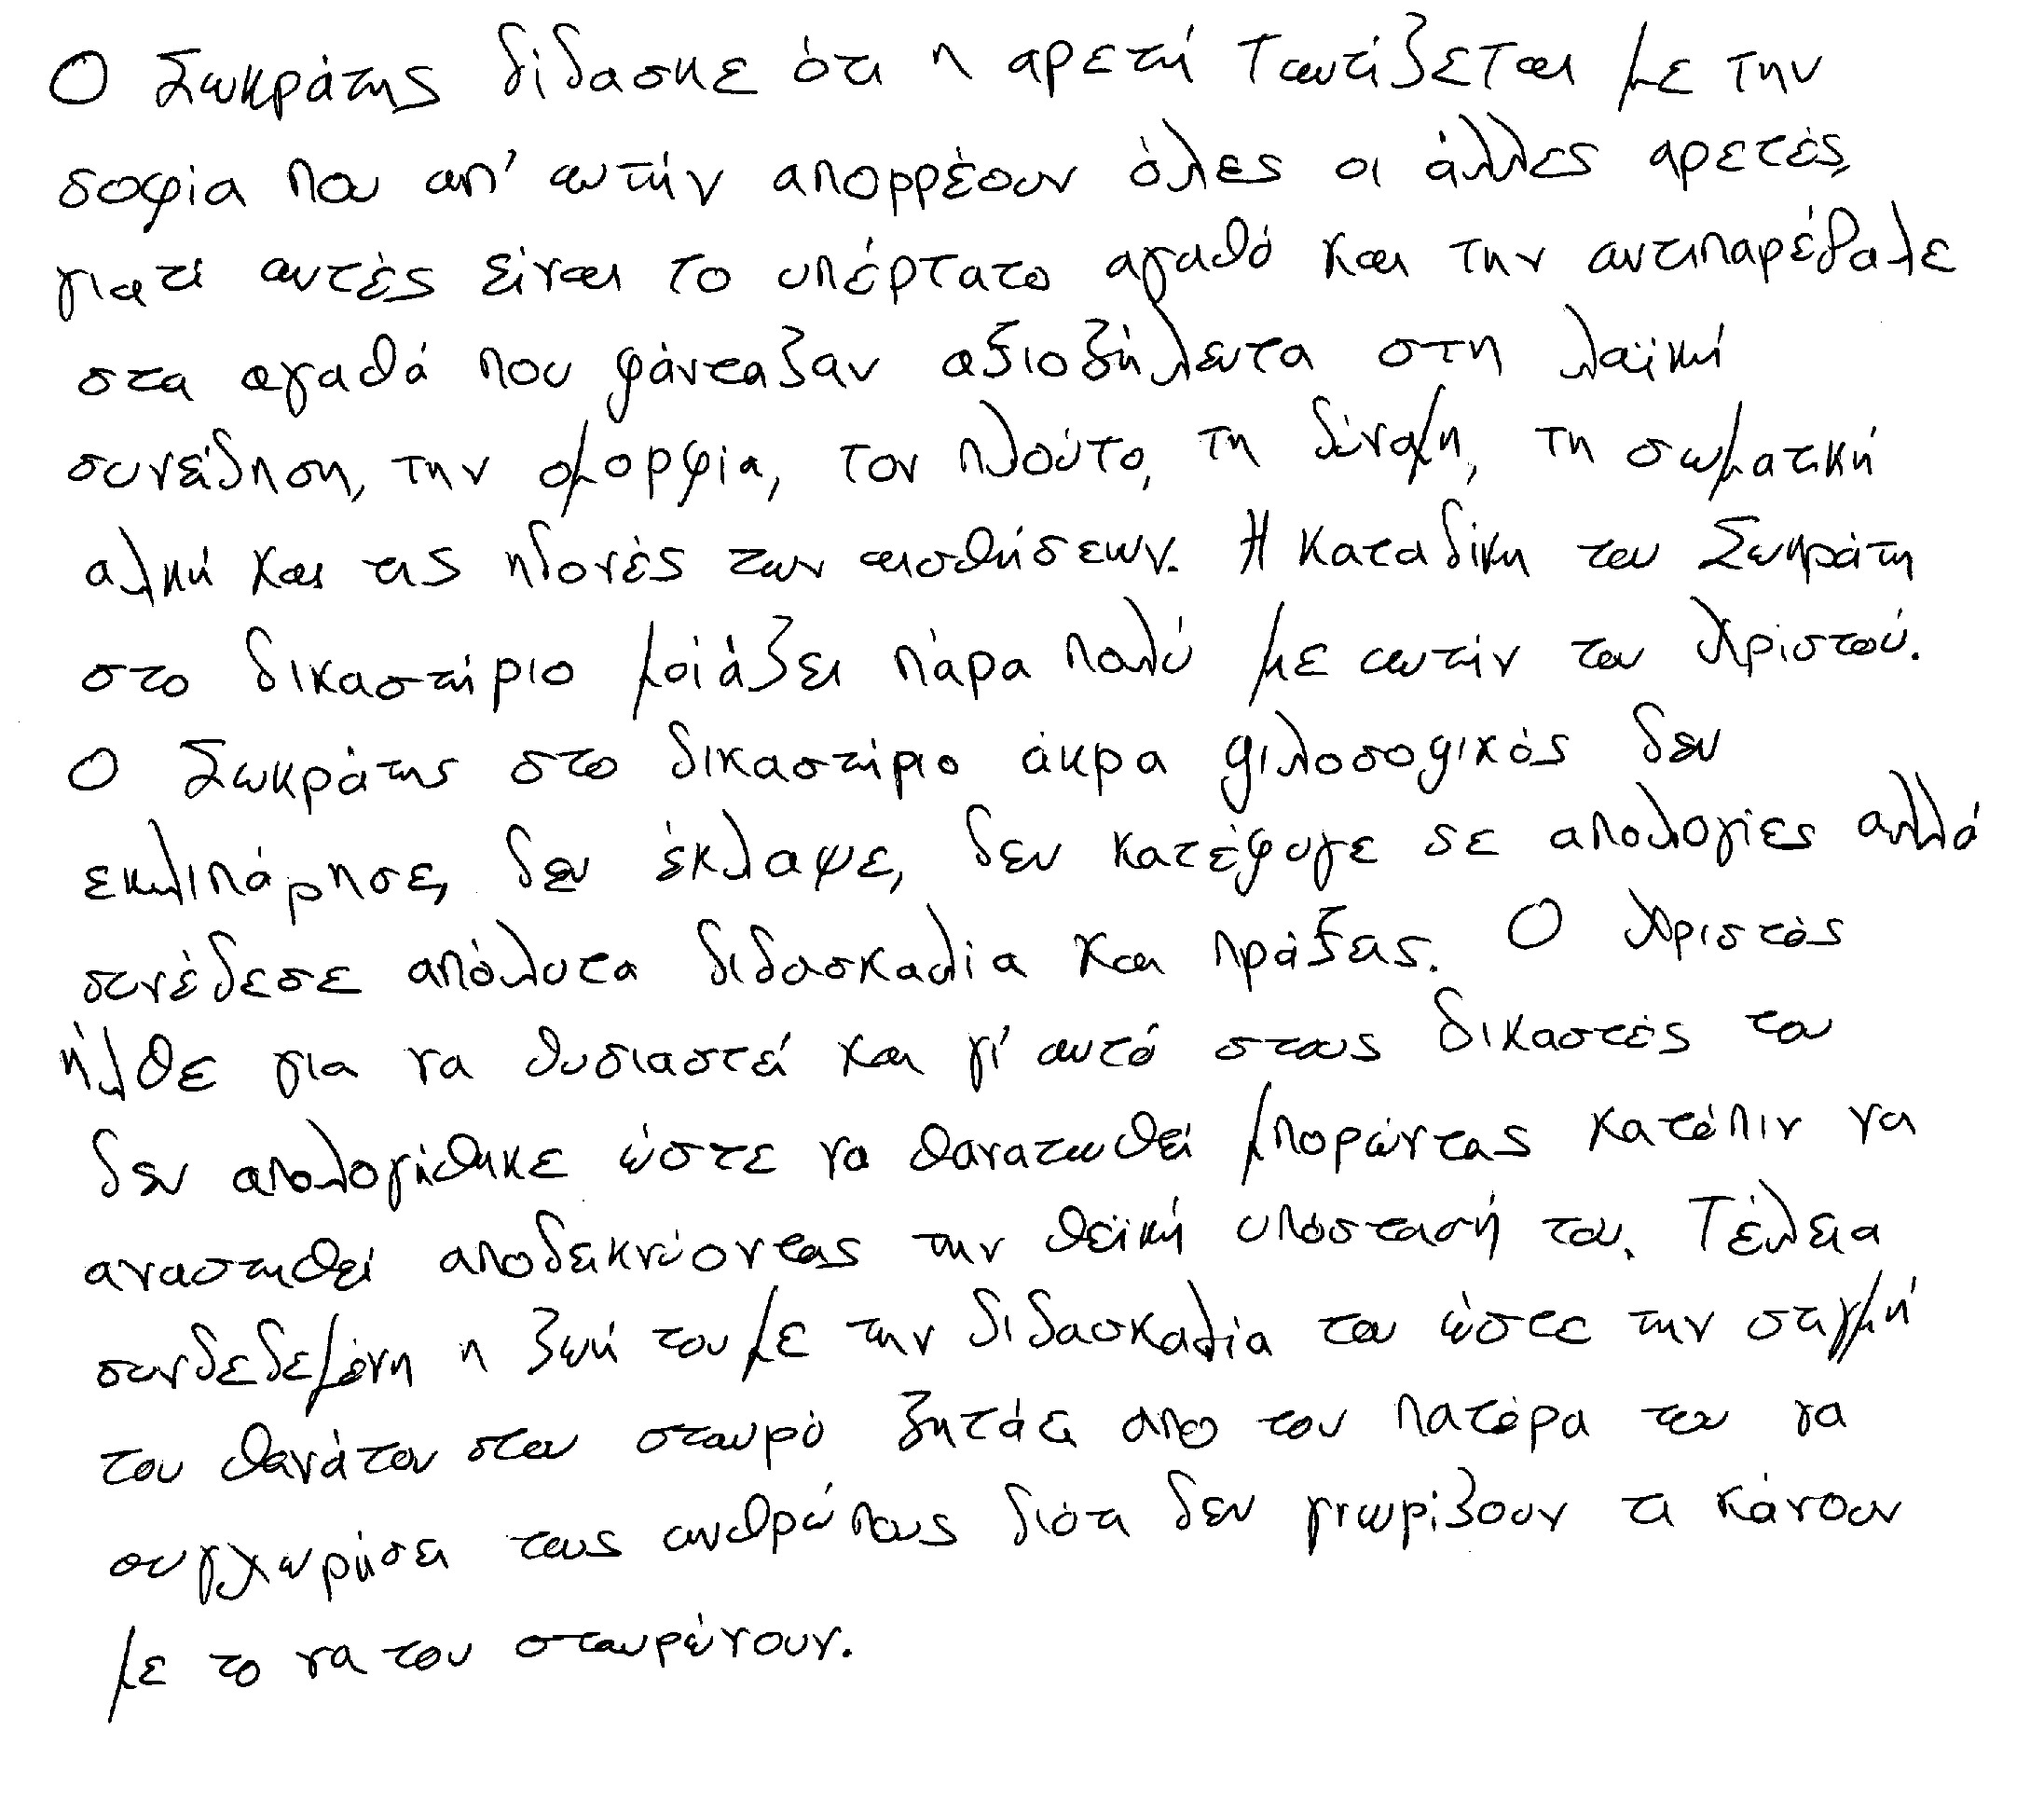 Ο Σωκράτης δίδασκε ότι η αρετή ταυτίζεται με την
σοφία που απ' αυτήν απορρέουν όλες οι άλλες αρετές,
γιατί αυτές είναι το υπέρτατο αγαθό και την αντιπαρέβαλε
στα αγαθά που φάνταζαν αξιοζήλευτα στη λαϊκή
συνείδηση, την ομορφία, τον πλούτο, τη δύναμη, τη σωματική
αλκή και τις ηδονές των αισθήσεων. Η καταδίκη του Σωκράτη
στο δικαστήριο μοιάζει πάρα πολύ με αυτήν του Χριστού.
Ο Σωκράτης στο δικαστήριο άκρα φιλοσοφικός δεν
εκλιπάρησε, δεν έκλαψε, δεν κατέφυγε σε απολογίες αλλά
συνέδεσε απόλυτα διδασκαλία και πράξεις. Ο Χριστός
ήλθε για να θυσιαστεί και γι' αυτό στους δικαστές του
δεν απολογήθηκε ώστε να θανατωθεί μπορώντας κατόπιν να
αναστηθεί αποδεικνύοντας την θεϊκή υπόστασή του. Τέλεια
συνδεδεμένη η ζωή του με την διδασκαλία του ώστε την στιγμή
του θανάτου στον σταυρό ζητάει απο τον πατέρα του να
συγχωρήσει τους ανθρώπους διότι δεν γνωρίζουν τι κάνουν
με το να τον σταυρώνουν.